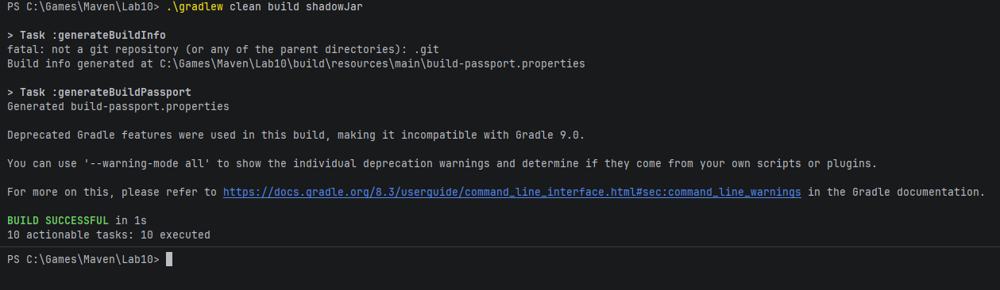 PS C:\Games\Maven\Lab10> .\gradlew clean build shadowJar
> Task :generateBuildInfo
fatal: not a git repository (or any of the parent directories): .git
Build info generated at C:\Games\Maven\Lab10\build\resources\main\build-passport.properties
> Task :generateBuildPassport
Generated build-passport.properties
Deprecated Gradle features were used in this build, making it incompatible with Gradle 9.0.
You can use '--warning-mode all' to show the individual deprecation warnings and determine if they come from your own scripts or plugins.
For more on this, please refer to https://docs.gradle.org/8.3/userguide/command_line_interface.html#sec:command_line_warnings in the Gradle documentation.
BUILD SUCCESSFUL in 1s
10 actionable tasks: 10 executed
PS C:\Games\Maven\Lab10>